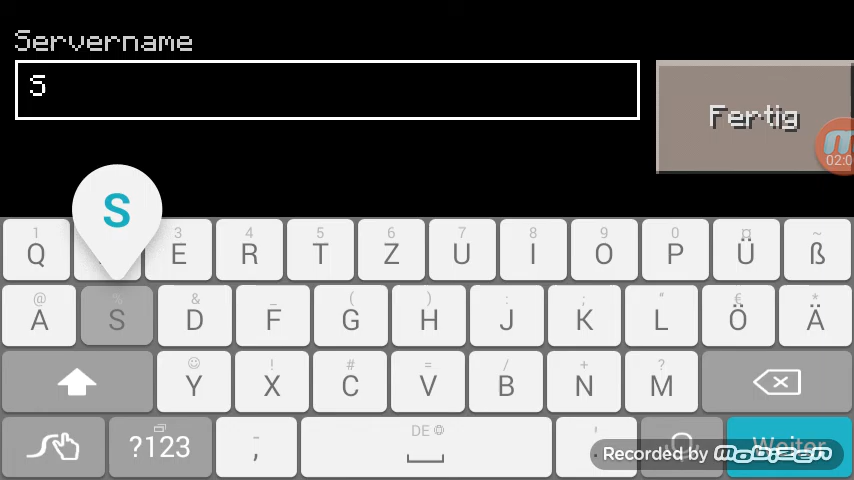 Servername
S
Fertig
02:0
S
1 3 4 5 6 7 8 9 0 ¤ ~
Q E R T Z U I O P Ü ß
@ % & _ ( ) : ; " € *
A S D F G H J K L Ö Ä
! # = / + ?
Y X C V B N M
DE
?123 , . Weiter
Recorded by MOBIZEN